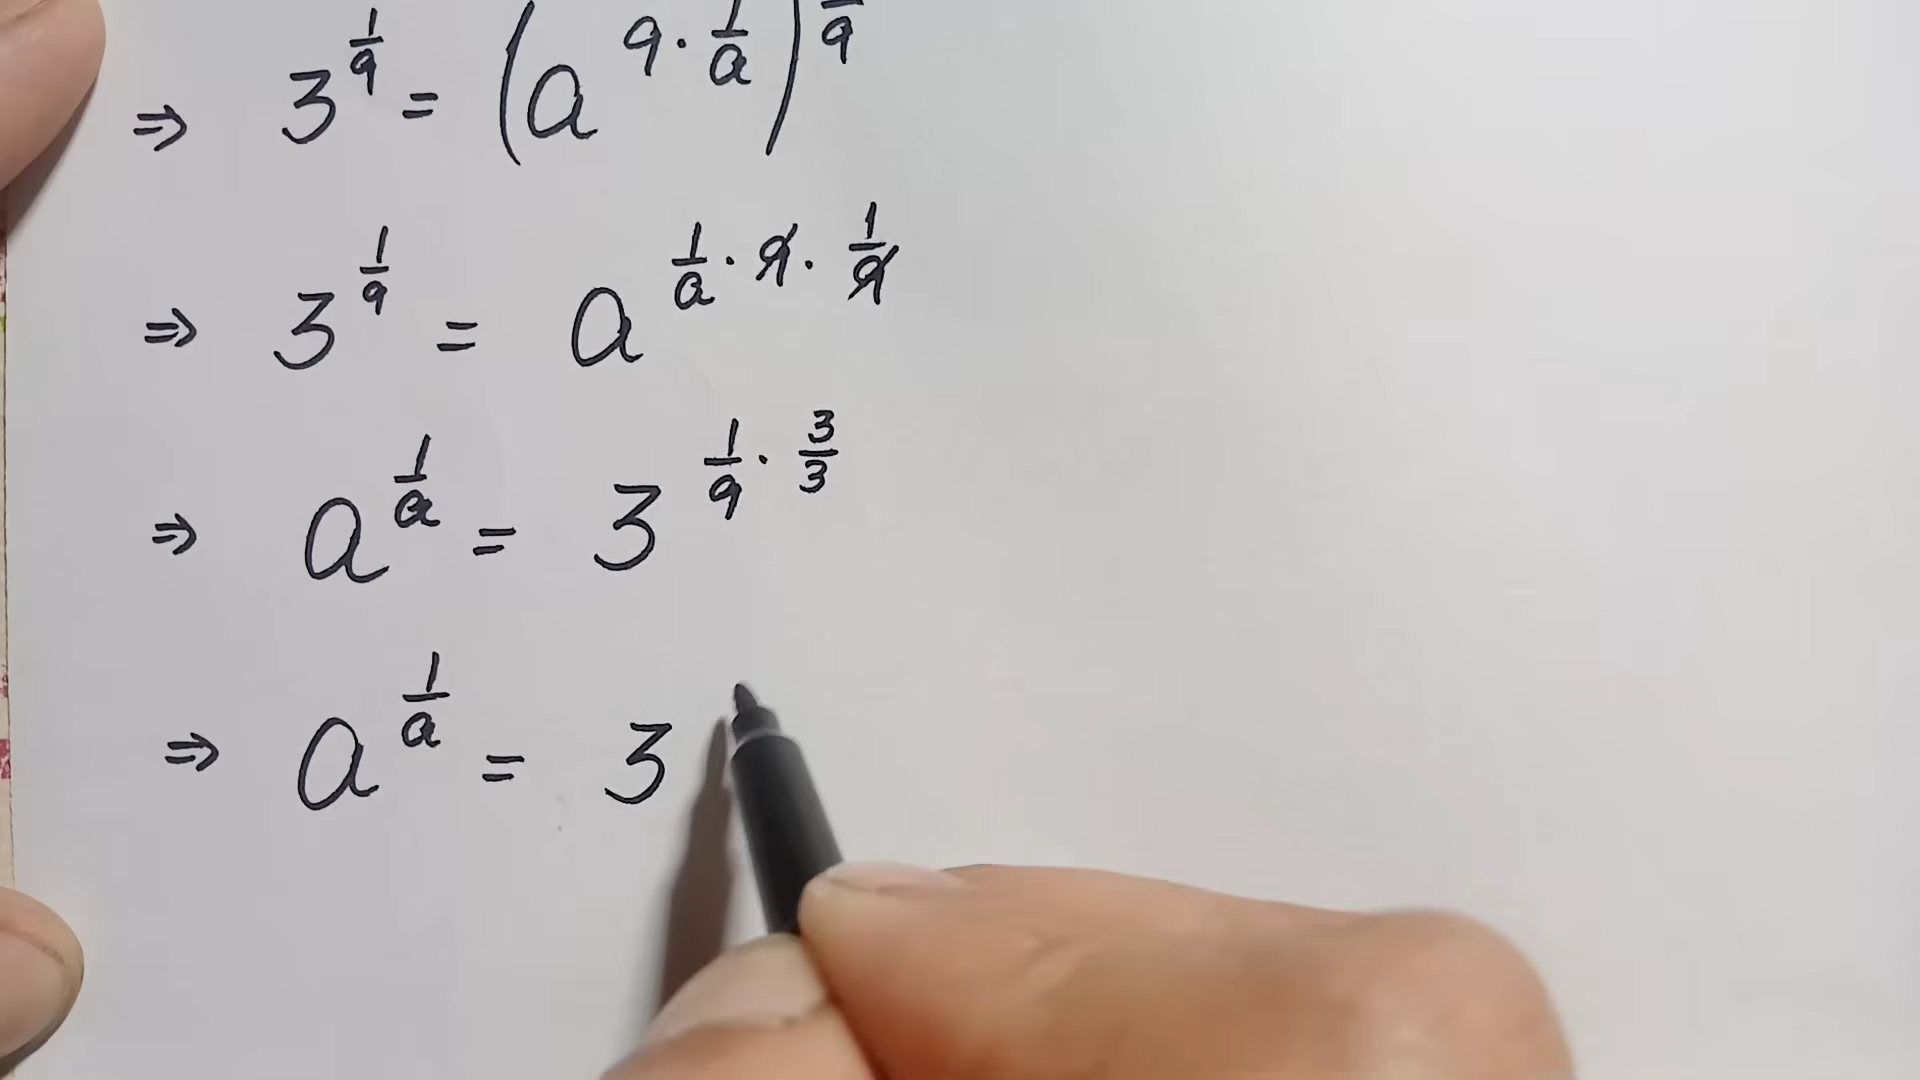 ⇒ 3^(1/9) = (a^(9·1/a))^(1/9)
⇒ 3^(1/9) = a^(1/a · 9 · 1/9)
⇒ a^(1/a) = 3^(1/9 · 3/3)
⇒ a^(1/a) = 3